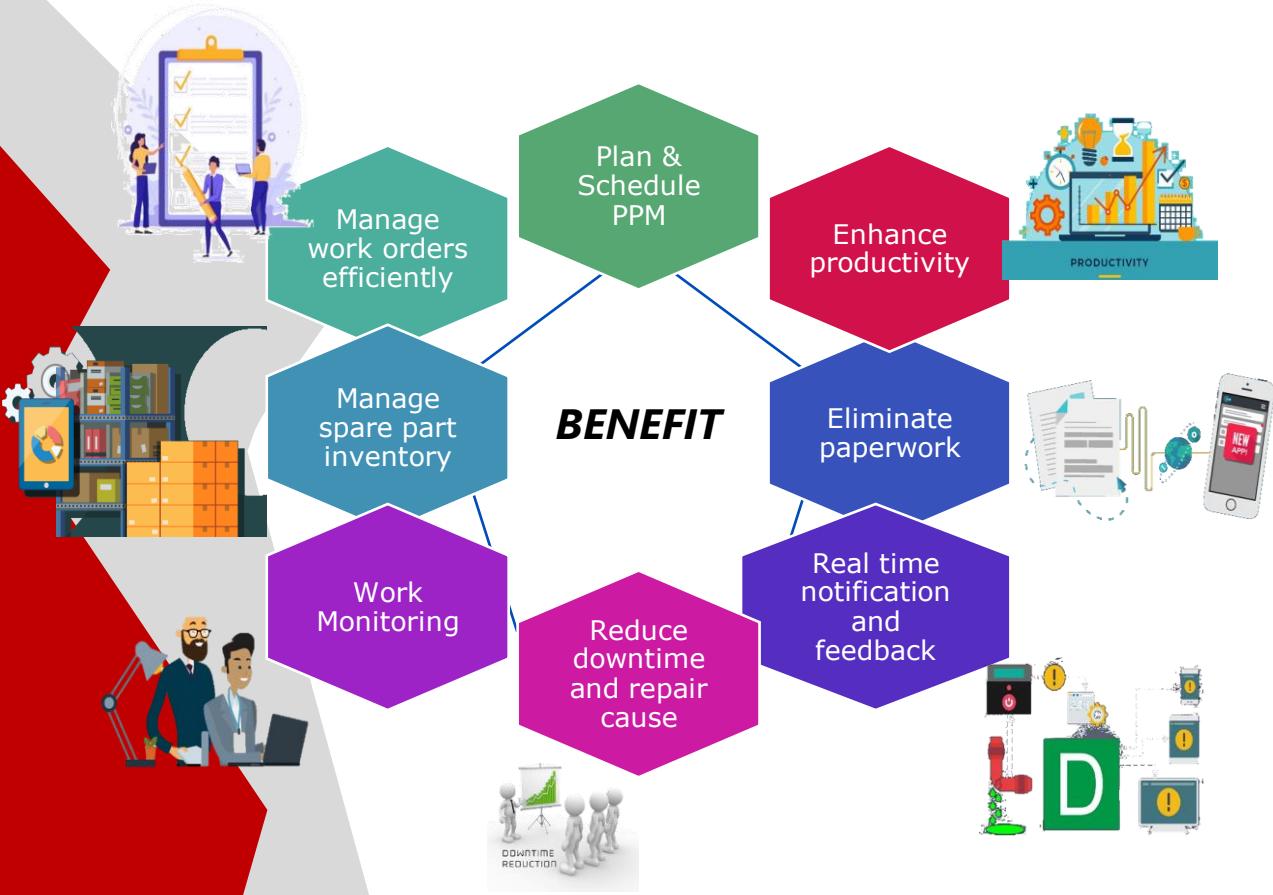 Plan &
Schedule
PPM
Enhance
productivity
PRODUCTIVITY
Eliminate
paperwork
NEW
APP!
Real time
notification
and
feedback
D
Reduce
downtime
and repair
cause
DOWNTIME
REDUCTION
Work
Monitoring
Manage
spare part
inventory
Manage
work orders
efficiently
BENEFIT